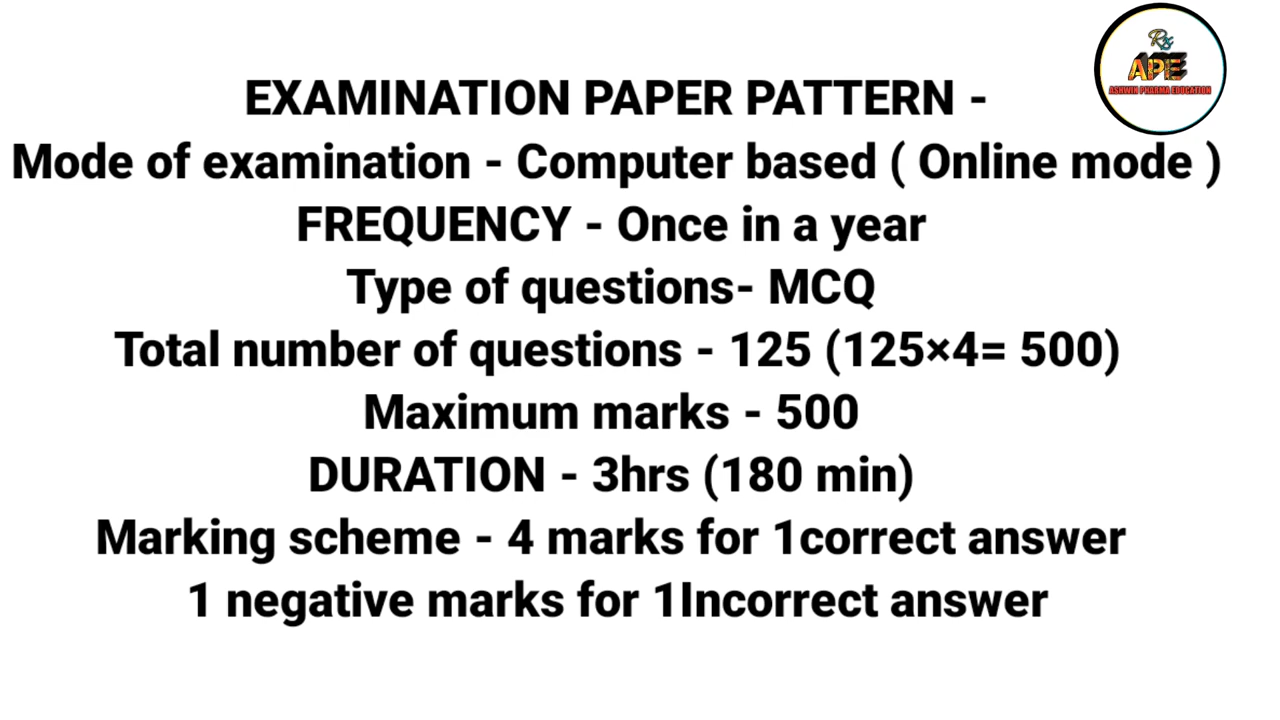 Rx
APE
ASHWIN PHARMA EDUCATION
EXAMINATION PAPER PATTERN -
Mode of examination - Computer based ( Online mode )
FREQUENCY - Once in a year
Type of questions- MCQ
Total number of questions - 125 (125×4= 500)
Maximum marks - 500
DURATION - 3hrs (180 min)
Marking scheme - 4 marks for 1correct answer
1 negative marks for 1Incorrect answer